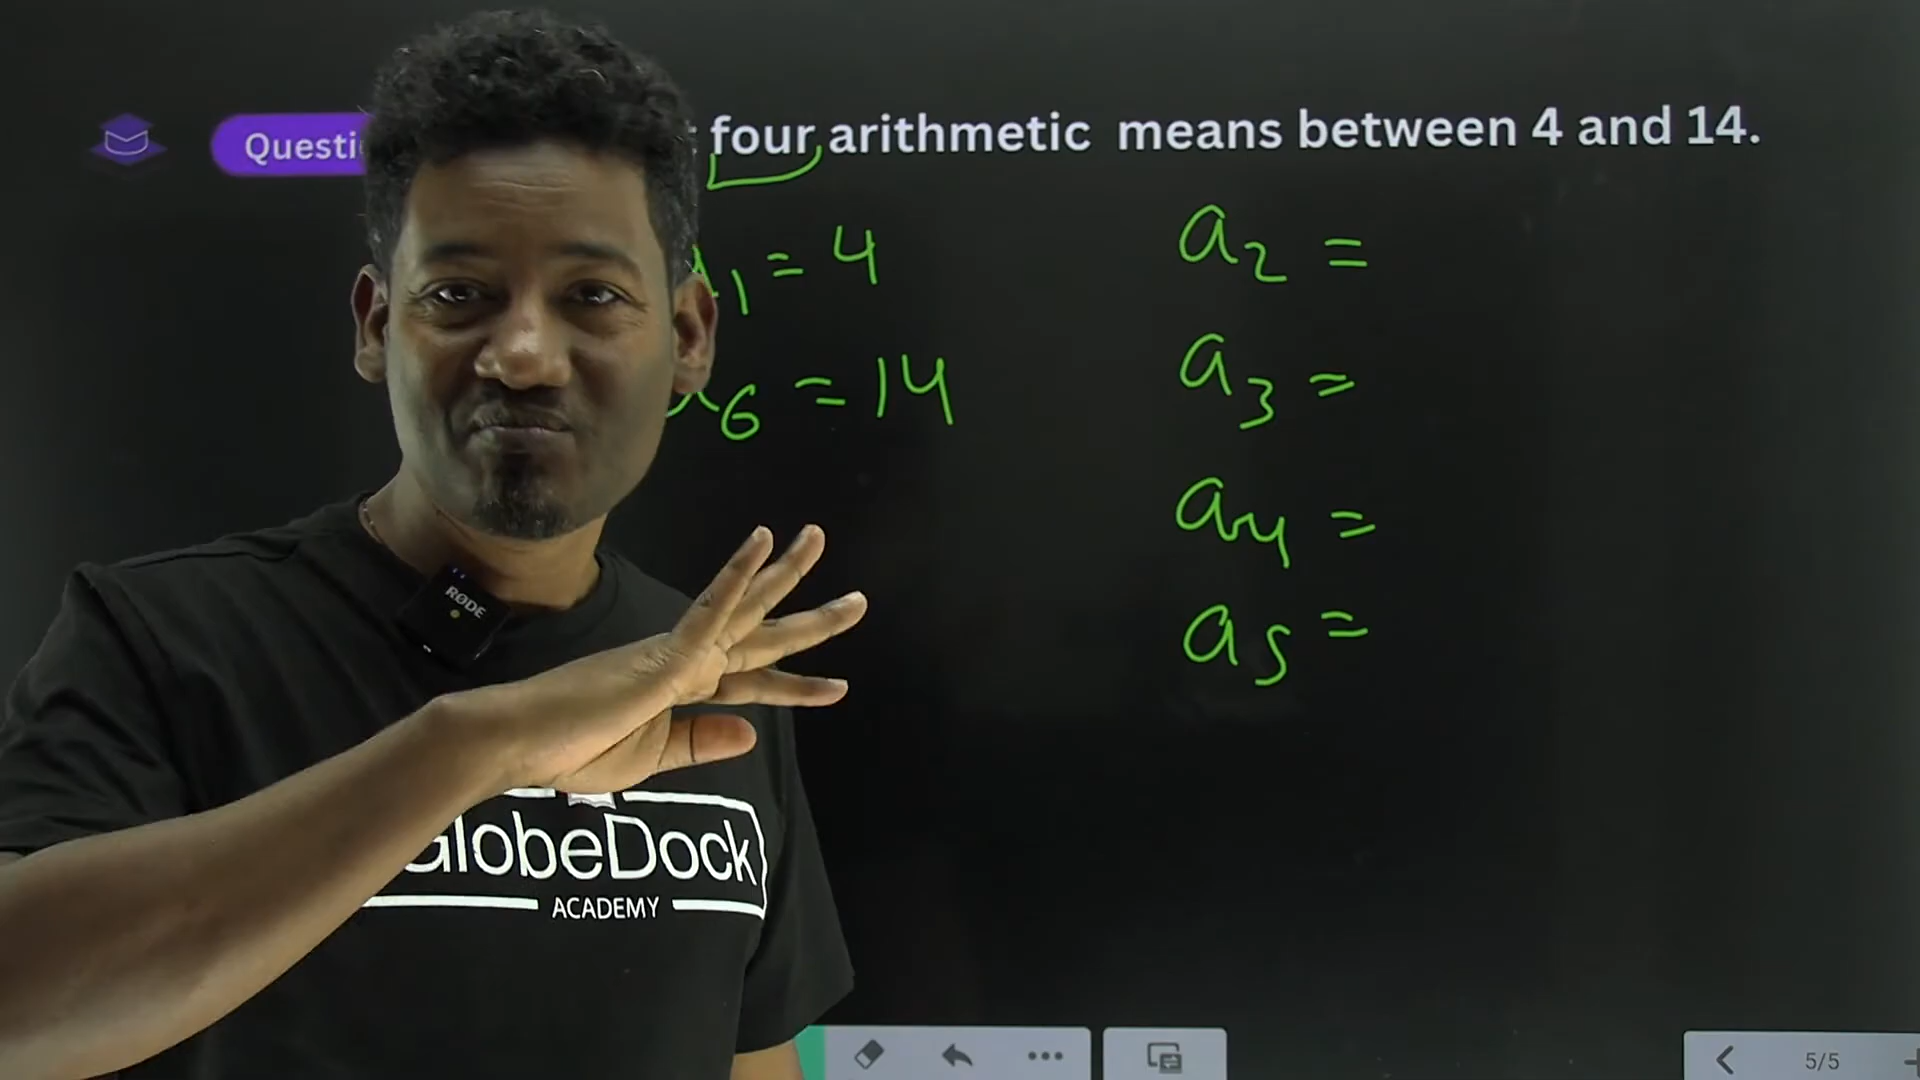 four arithmetic means between 4 and 14.
1 = 4
6 = 14
a2 =
a3 =
a4 =
a5 =
RØDE
GlobeDock
ACADEMY
5/5